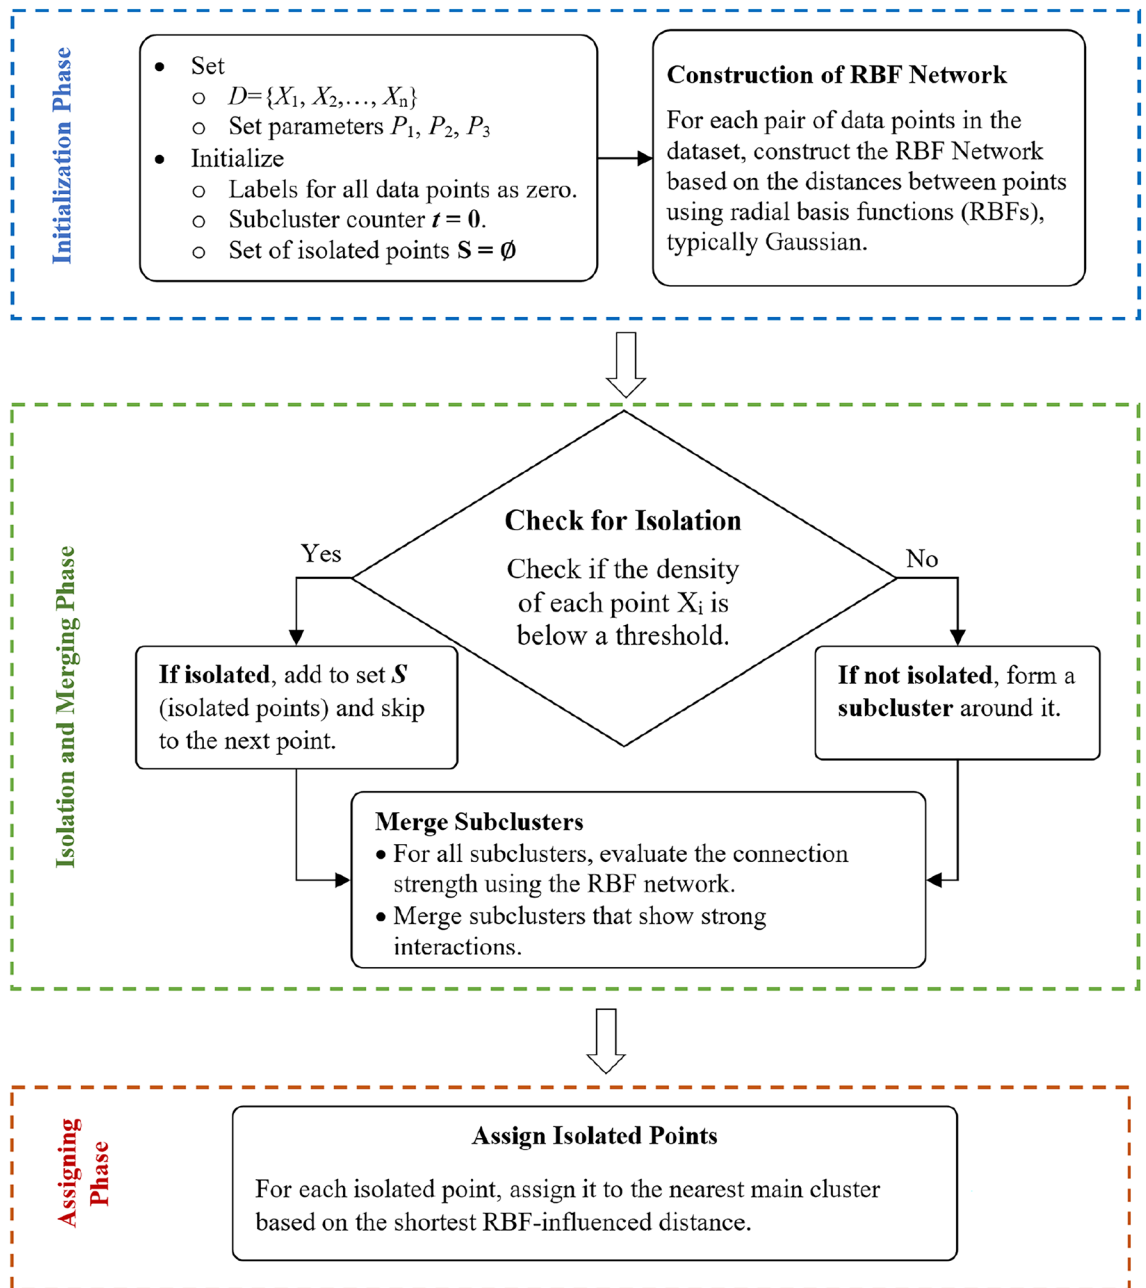 Initialization Phase
• Set
○ D={X₁, X₂,…, Xₙ}
○ Set parameters P₁, P₂, P₃
• Initialize
○ Labels for all data points as zero.
○ Subcluster counter t = 0.
○ Set of isolated points S = ∅
Construction of RBF Network
For each pair of data points in the
dataset, construct the RBF Network
based on the distances between points
using radial basis functions (RBFs),
typically Gaussian.
Isolation and Merging Phase
Check for Isolation
Check if the density
of each point Xᵢ is
below a threshold.
Yes
No
If isolated, add to set S
(isolated points) and skip
to the next point.
If not isolated, form a
subcluster around it.
Merge Subclusters
• For all subclusters, evaluate the connection
strength using the RBF network.
• Merge subclusters that show strong
interactions.
Assigning
Phase
Assign Isolated Points
For each isolated point, assign it to the nearest main cluster
based on the shortest RBF-influenced distance.